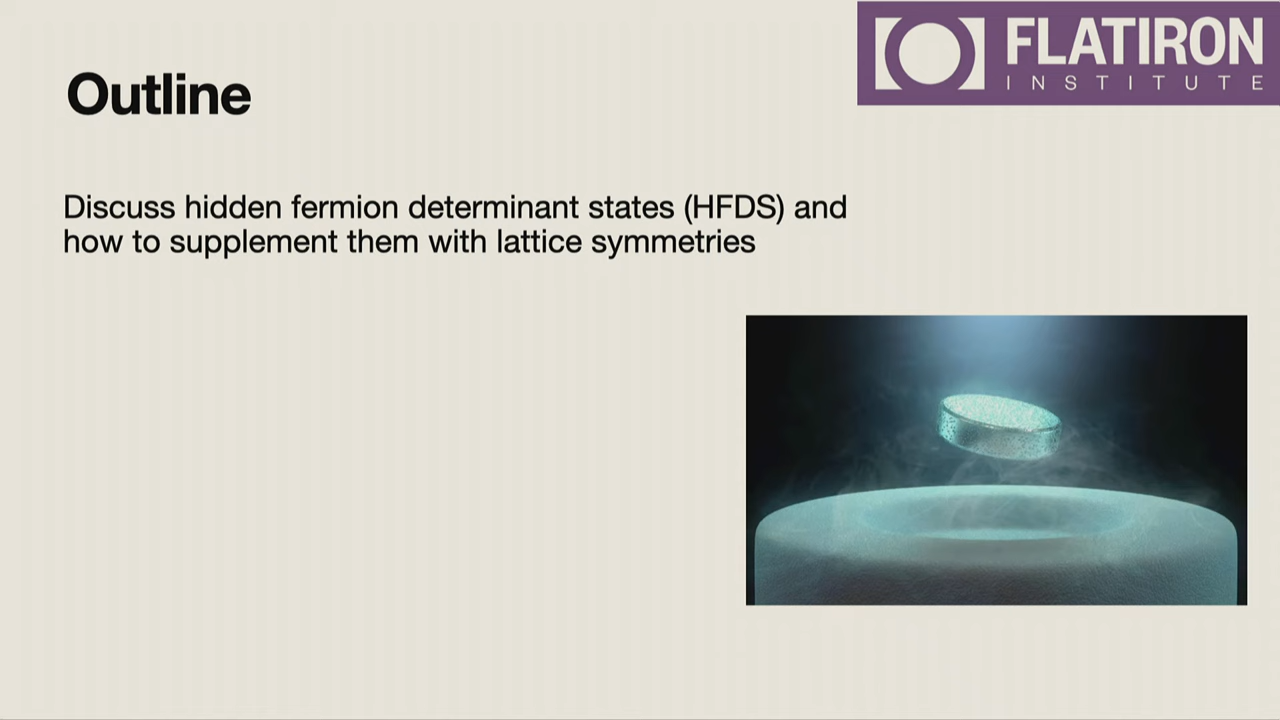 FLATIRON
INSTITUTE
Outline
Discuss hidden fermion determinant states (HFDS) and
how to supplement them with lattice symmetries